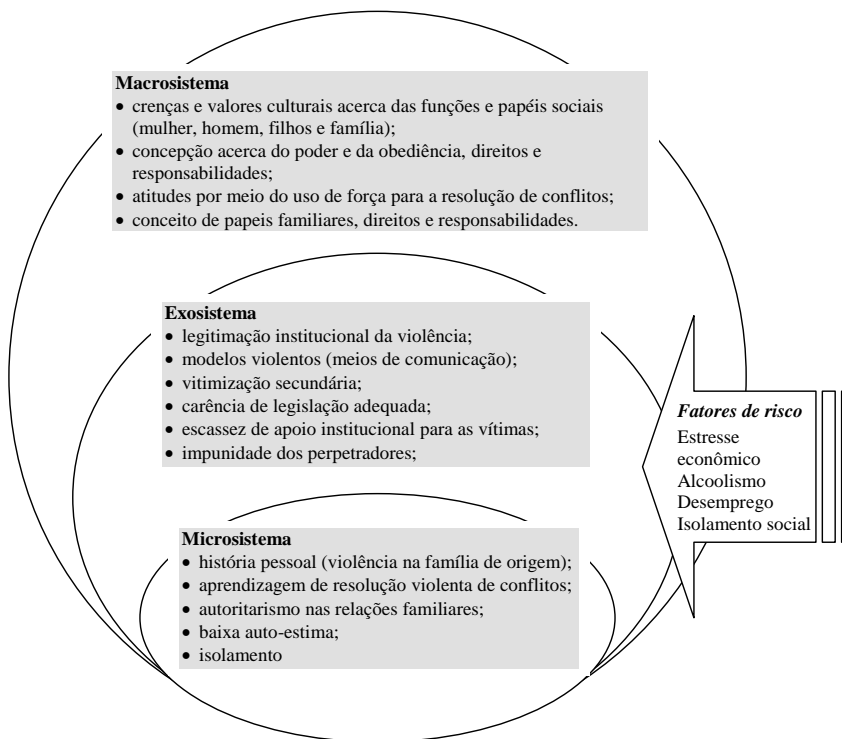 Macrosistema
• crenças e valores culturais acerca das funções e papéis sociais
(mulher, homem, filhos e família);
• concepção acerca do poder e da obediência, direitos e
responsabilidades;
• atitudes por meio do uso de força para a resolução de conflitos;
• conceito de papeis familiares, direitos e responsabilidades.
Exosistema
• legitimação institucional da violência;
• modelos violentos (meios de comunicação);
• vitimização secundária;
• carência de legislação adequada;
• escassez de apoio institucional para as vítimas;
• impunidade dos perpetradores;
Fatores de risco
Estresse
econômico
Alcoolismo
Desemprego
Isolamento social
Microsistema
• história pessoal (violência na família de origem);
• aprendizagem de resolução violenta de conflitos;
• autoritarismo nas relações familiares;
• baixa auto-estima;
• isolamento